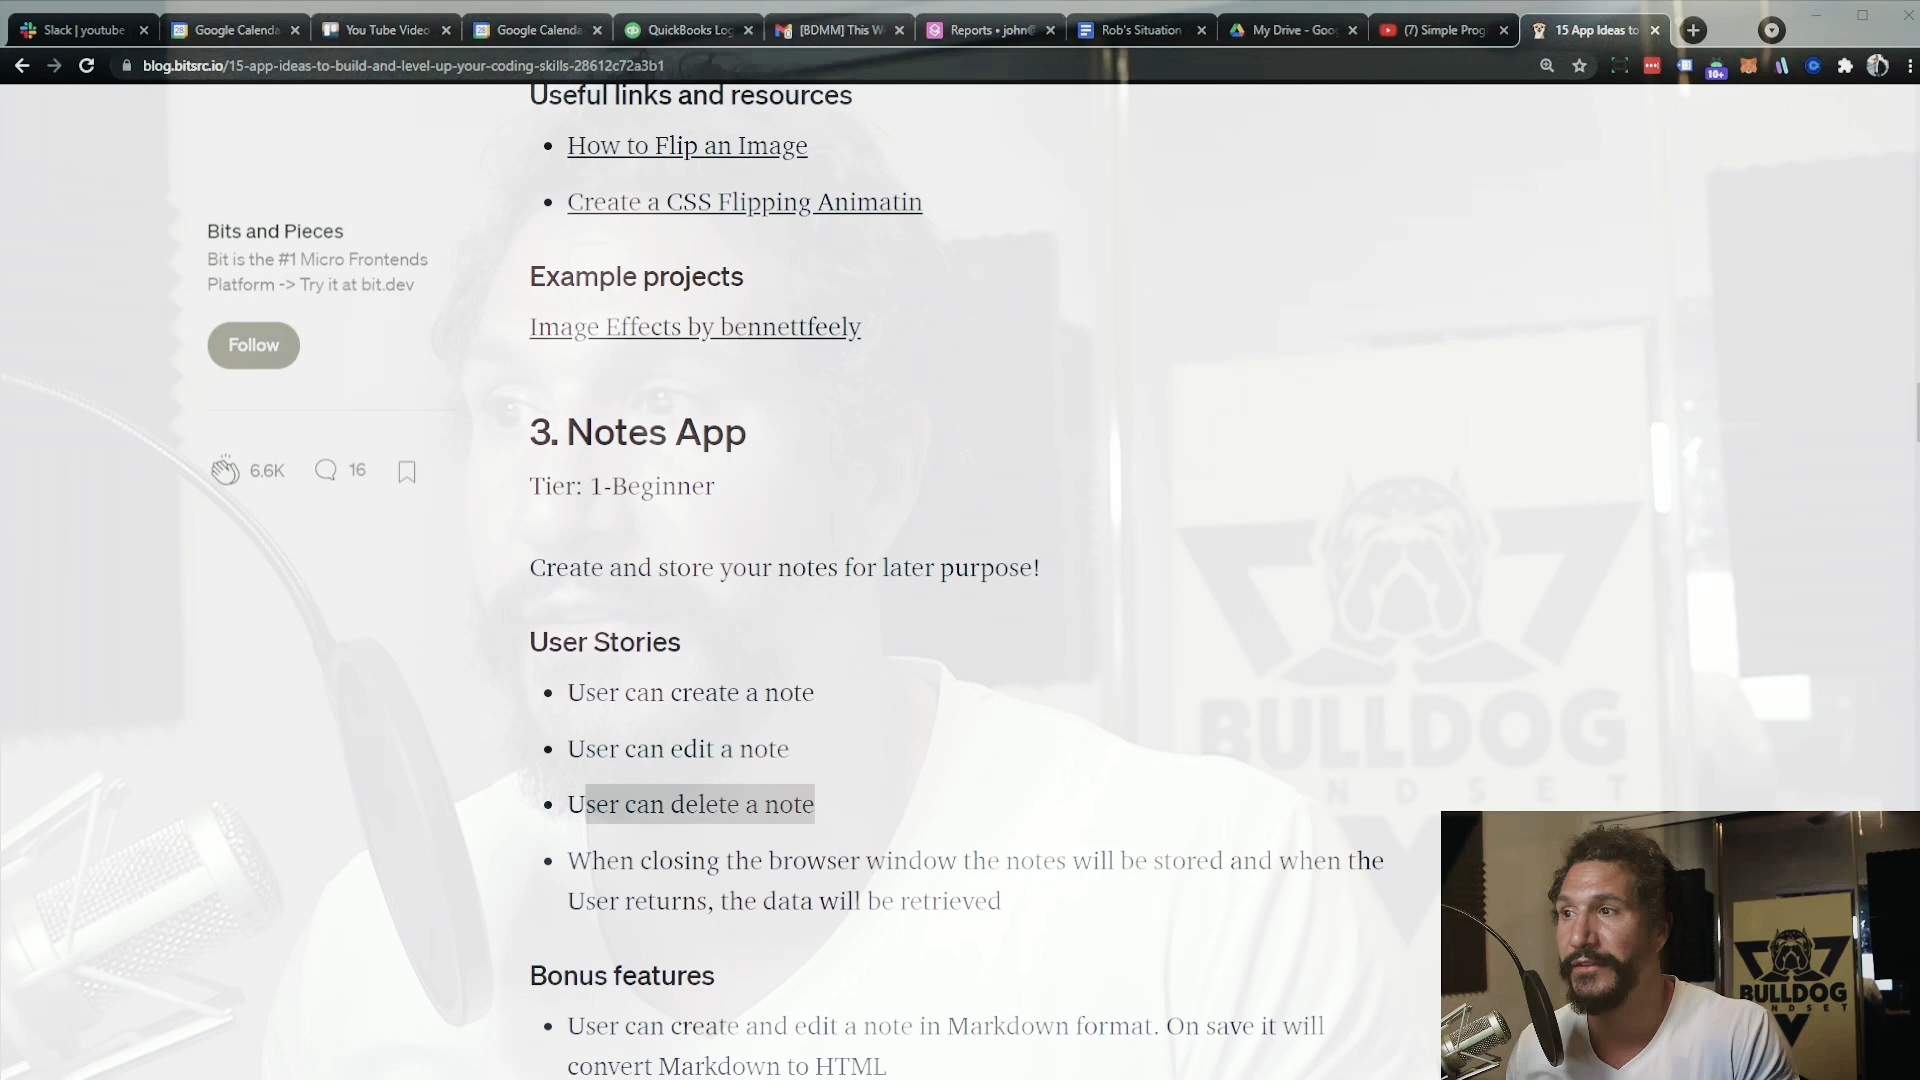 Slack | youtube
Google Calenda
You Tube Video
Google Calenda
QuickBooks Log
[BDMM] This W
Reports • john@
Rob's Situation
My Drive - Goo
(7) Simple Prog
15 App Ideas to
blog.bitsrc.io/15-app-ideas-to-build-and-level-up-your-coding-skills-28612c72a3b1
10+
Useful links and resources
How to Flip an Image
Create a CSS Flipping Animatin
Bits and Pieces
Bit is the #1 Micro Frontends
Platform -> Try it at bit.dev
Follow
Example projects
Image Effects by bennettfeely
3. Notes App
6.6K
16
Tier: 1-Beginner
Create and store your notes for later purpose!
User Stories
User can create a note
User can edit a note
User can delete a note
When closing the browser window the notes will be stored and when the
User returns, the data will be retrieved
Bonus features
User can create and edit a note in Markdown format. On save it will
convert Markdown to HTML
BULLDOG
NDSET
BULLDOG
NDSET